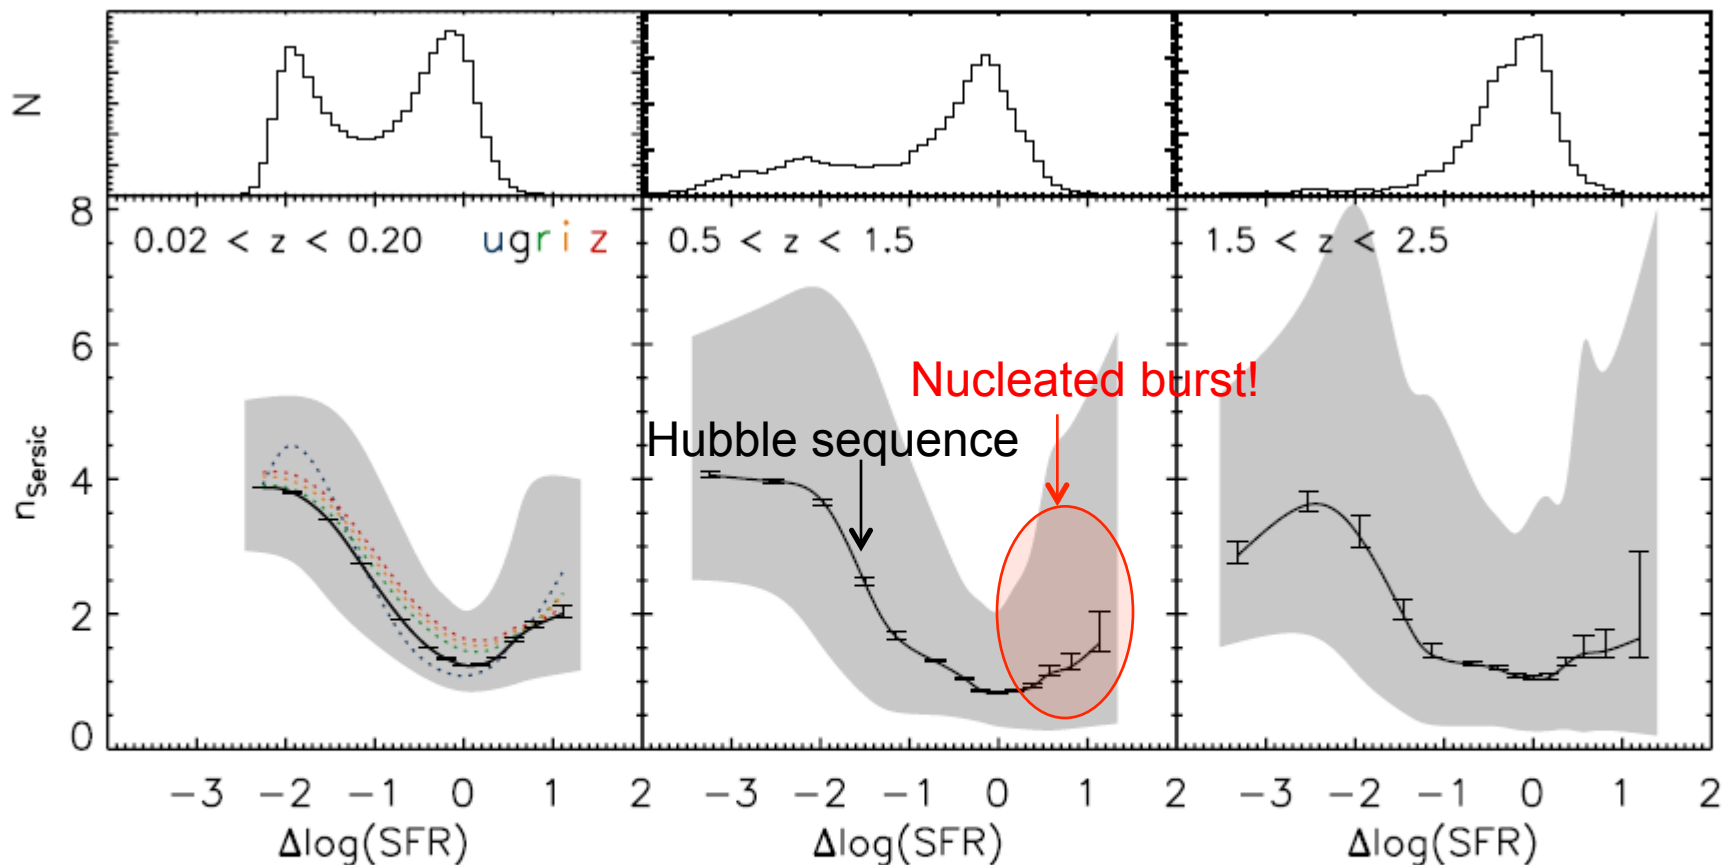 N
0.02 < z < 0.20 ugriz
0.5 < z < 1.5
1.5 < z < 2.5
Nucleated burst!
Hubble sequence
8
6
4
2
0
nSersic
−3 −2 −1 0 1 2
−3 −2 −1 0 1 2
−3 −2 −1 0 1 2
Δlog(SFR)
Δlog(SFR)
Δlog(SFR)